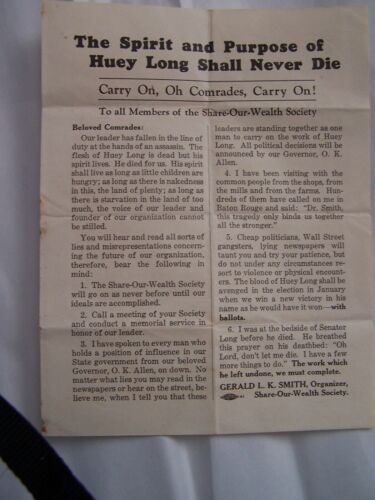 The Spirit and Purpose of
Huey Long Shall Never Die
Carry On, Oh Comrades, Carry On!
To all Members of the Share-Our-Wealth Society
Beloved Comrades:
Our leader has fallen in the line of
duty at the hands of an assassin. The
flesh of Huey Long is dead but his
spirit lives. He died for us. His spirit
shall live as long as little children are
hungry; as long as there is nakedness
in this, the land of plenty; as long as
there is starvation in the land of too
much, the voice of our leader and
founder of our organization cannot
be stilled.
You will hear and read all sorts of
lies and misrepresentations concern-
ing the future of our organization,
therefore, bear the following in
mind:
1. The Share-Our-Wealth Society
will go on as never before until our
ideals are accomplished.
2. Call a meeting of your Society
and conduct a memorial service in
honor of our leader.
3. I have spoken to every man who
holds a position of influence in our
State government from our beloved
Governor, O. K. Allen, on down. No
matter what lies you may read in the
newspapers or hear on the street, be-
lieve me, when I tell you that these
leaders are standing together as one
man to carry on the work of Huey
Long. All political decisions will be
announced by our Governor, O. K.
Allen.
4. I have been visiting with the
common people from the shops, from
the mills and from the farms. Hun-
dreds of them have called on me in
Baton Rouge and said: "Dr. Smith,
this tragedy only binds us together
all the stronger."
5. Cheap politicians, Wall Street
gangsters, lying newspapers will
taunt you and try your patience, but
do not under any circumstances re-
sort to violence or physical encount-
ers. The blood of Huey Long shall be
avenged in the election in January
when we win a new victory in his
name as he would have it won—with
ballots.
6. I was at the bedside of Senator
Long before he died. He breathed
this prayer on his deathbed: "Oh
Lord, don't let me die. I have a few
more things to do." The work which
he left undone, we must complete.
GERALD L. K. SMITH, Organizer,
Share-Our-Wealth Society.